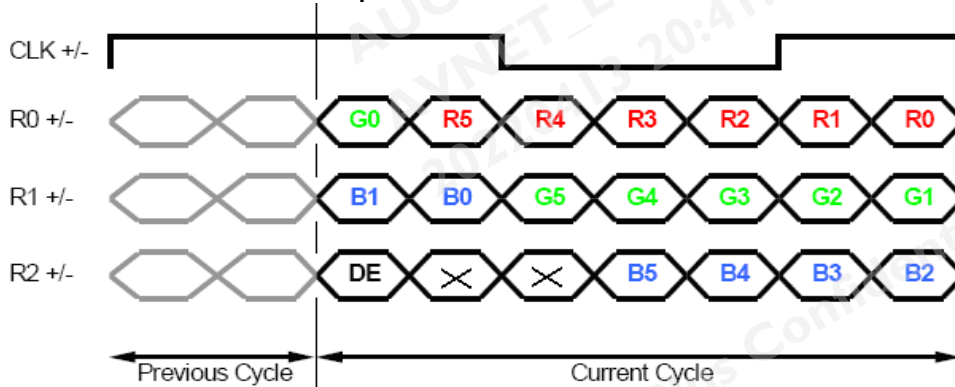 CLK +/-
R0 +/- G0 R5 R4 R3 R2 R1 R0
R1 +/- B1 B0 G5 G4 G3 G2 G1
R2 +/- DE B5 B4 B3 B2
Previous Cycle Current Cycle